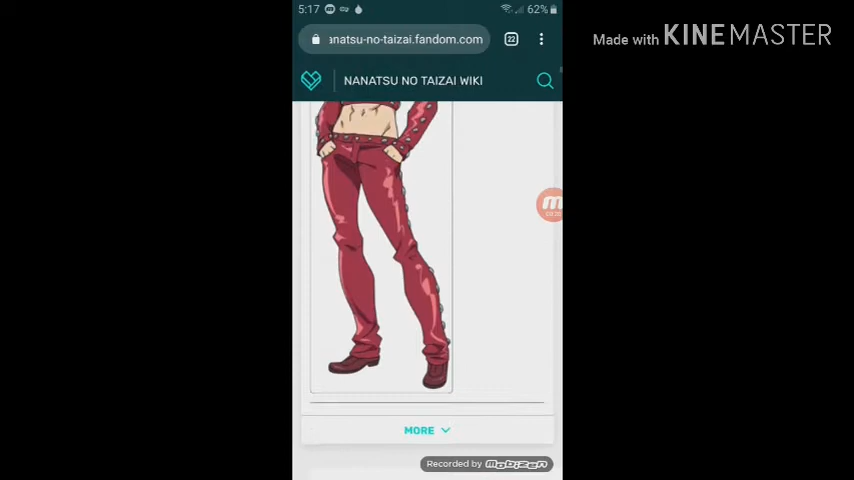 5:17
62%
anatsu-no-taizai.fandom.com
22
Made with KINEMASTER
NANATSU NO TAIZAI WIKI
MORE
Recorded by mobizen